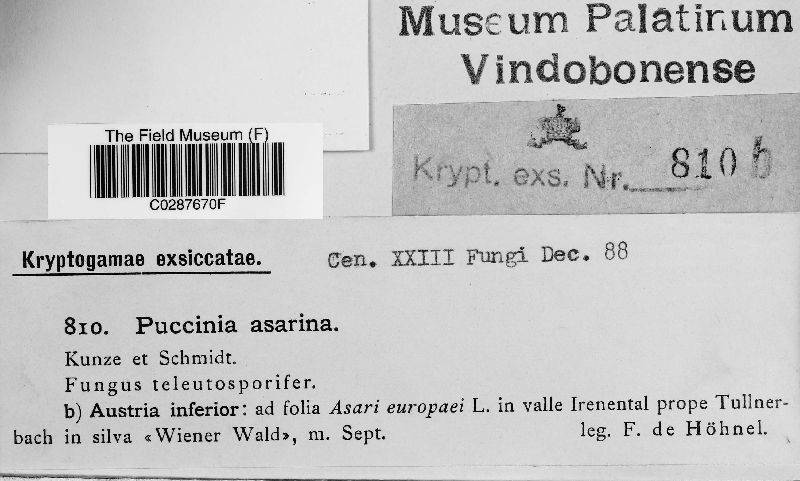 Museum Palatinum
Vindobonense
The Field Museum (F)
C0287670F
Krypt. exs. Nr. 810 b
Kryptogamae exsiccatae.
Cen. XXIII Fungi Dec. 88
810. Puccinia asarina.
Kunze et Schmidt.
Fungus teleutosporifer.
b) Austria inferior: ad folia Asari europaei L. in valle Irenental prope Tullner-
bach in silva «Wiener Wald», m. Sept. leg. F. de Höhnel.